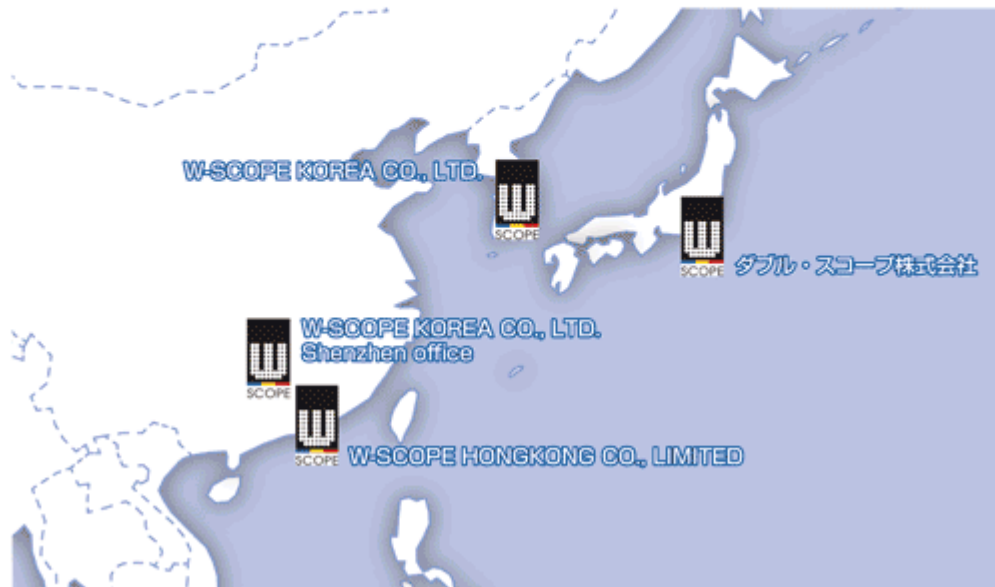 W-SCOPE KOREA CO., LTD.
W
SCOPE
W
SCOPE
ダブル・スコープ株式会社
W
SCOPE
W-SCOPE KOREA CO., LTD.
Shenzhen office
W
SCOPE
W-SCOPE HONGKONG CO., LIMITED